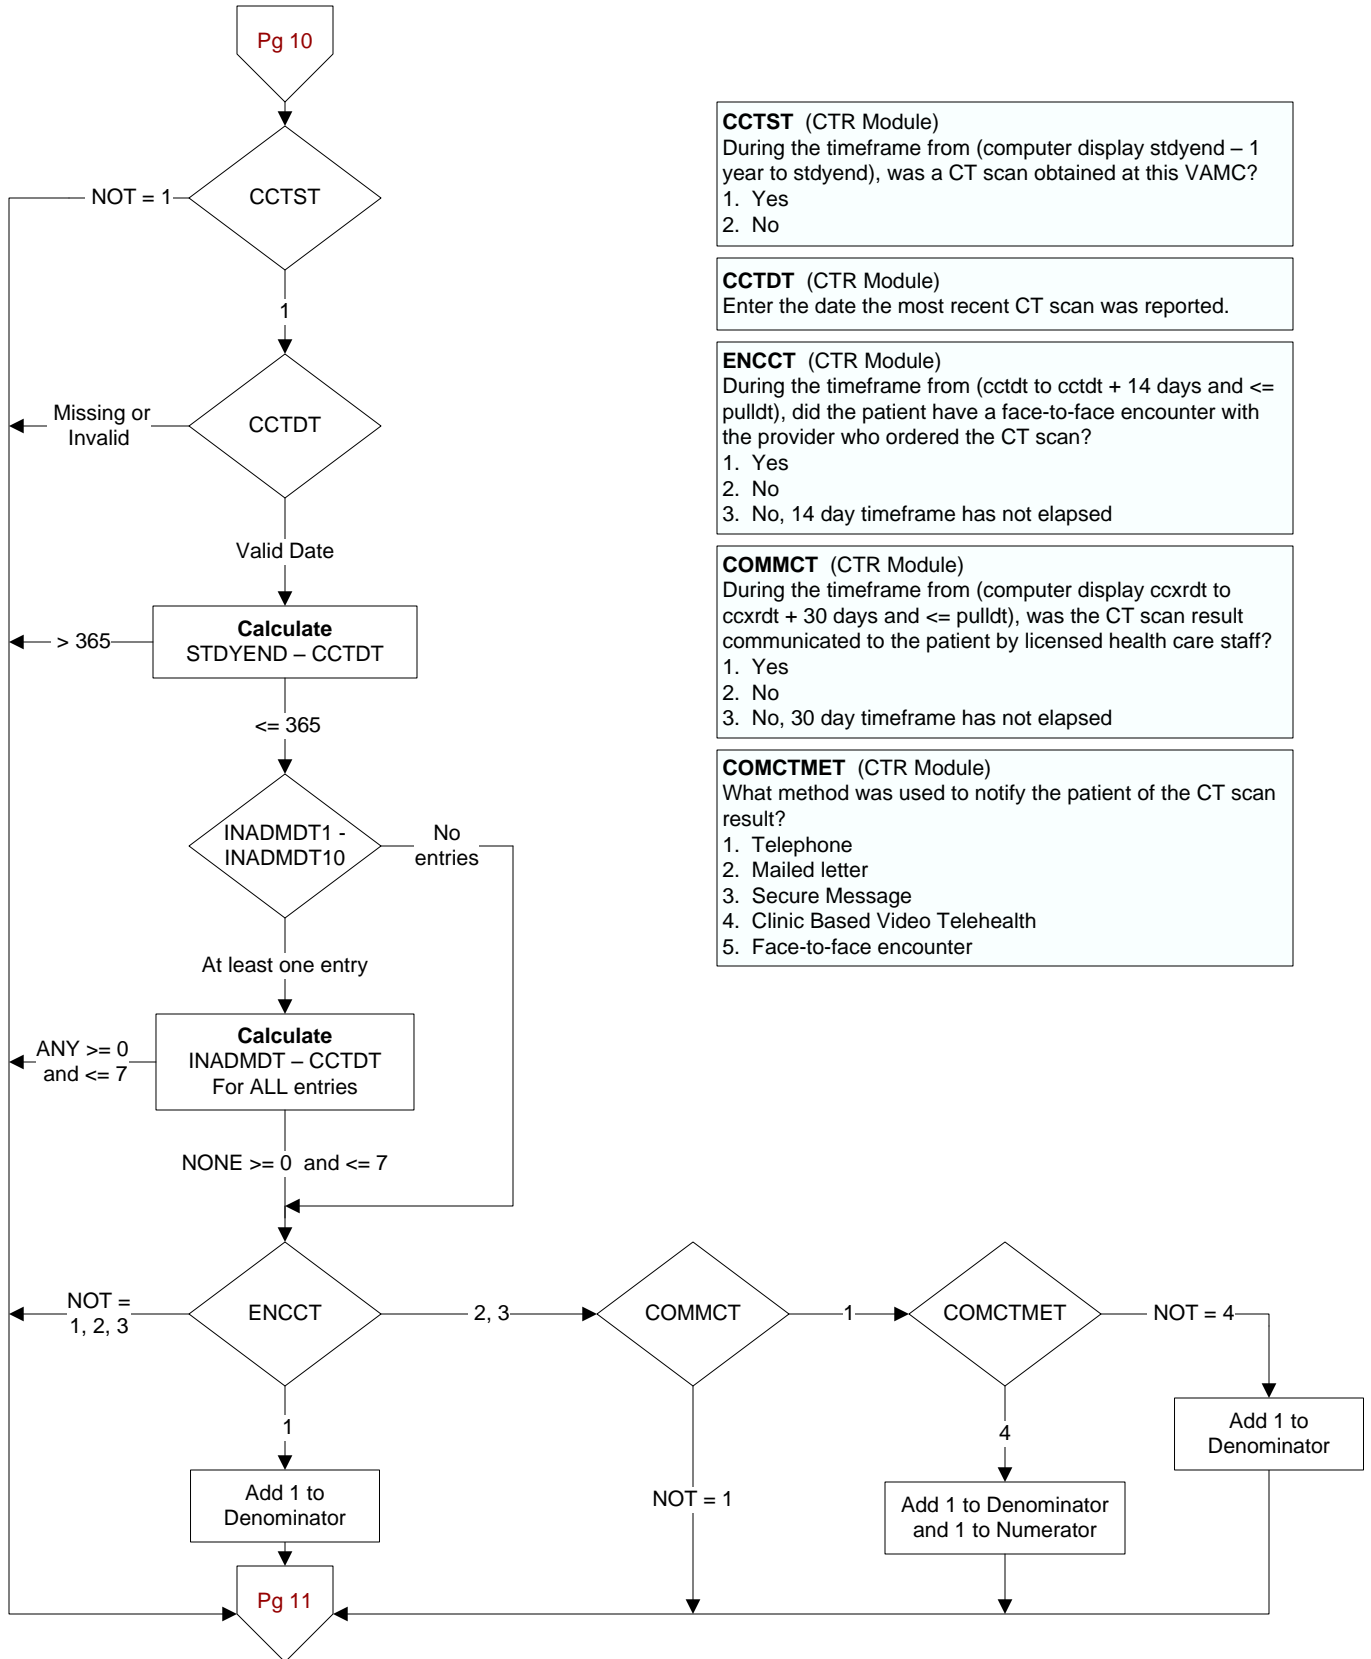 Pg 10
CCTST
NOT = 1
1
CCTDT
Missing or
Invalid
Valid Date
Calculate
STDYEND – CCTDT
> 365
<= 365
INADMDT1 -
INADMDT10
No
entries
At least one entry
Calculate
INADMDT – CCTDT
For ALL entries
ANY >= 0
and <= 7
NONE >= 0 and <= 7
ENCCT
NOT =
1, 2, 3
2, 3
COMMCT
1
COMCTMET
NOT = 4
1
4
NOT = 1
Add 1 to
Denominator
Add 1 to
Denominator
Add 1 to Denominator
and 1 to Numerator
Pg 11
CCTST (CTR Module)
During the timeframe from (computer display stdyend – 1
year to stdyend), was a CT scan obtained at this VAMC?
1. Yes
2. No
CCTDT (CTR Module)
Enter the date the most recent CT scan was reported.
ENCCT (CTR Module)
During the timeframe from (cctdt to cctdt + 14 days and <=
pulldt), did the patient have a face-to-face encounter with
the provider who ordered the CT scan?
1. Yes
2. No
3. No, 14 day timeframe has not elapsed
COMMCT (CTR Module)
During the timeframe from (computer display ccxrdt to
ccxrdt + 30 days and <= pulldt), was the CT scan result
communicated to the patient by licensed health care staff?
1. Yes
2. No
3. No, 30 day timeframe has not elapsed
COMCTMET (CTR Module)
What method was used to notify the patient of the CT scan
result?
1. Telephone
2. Mailed letter
3. Secure Message
4. Clinic Based Video Telehealth
5. Face-to-face encounter